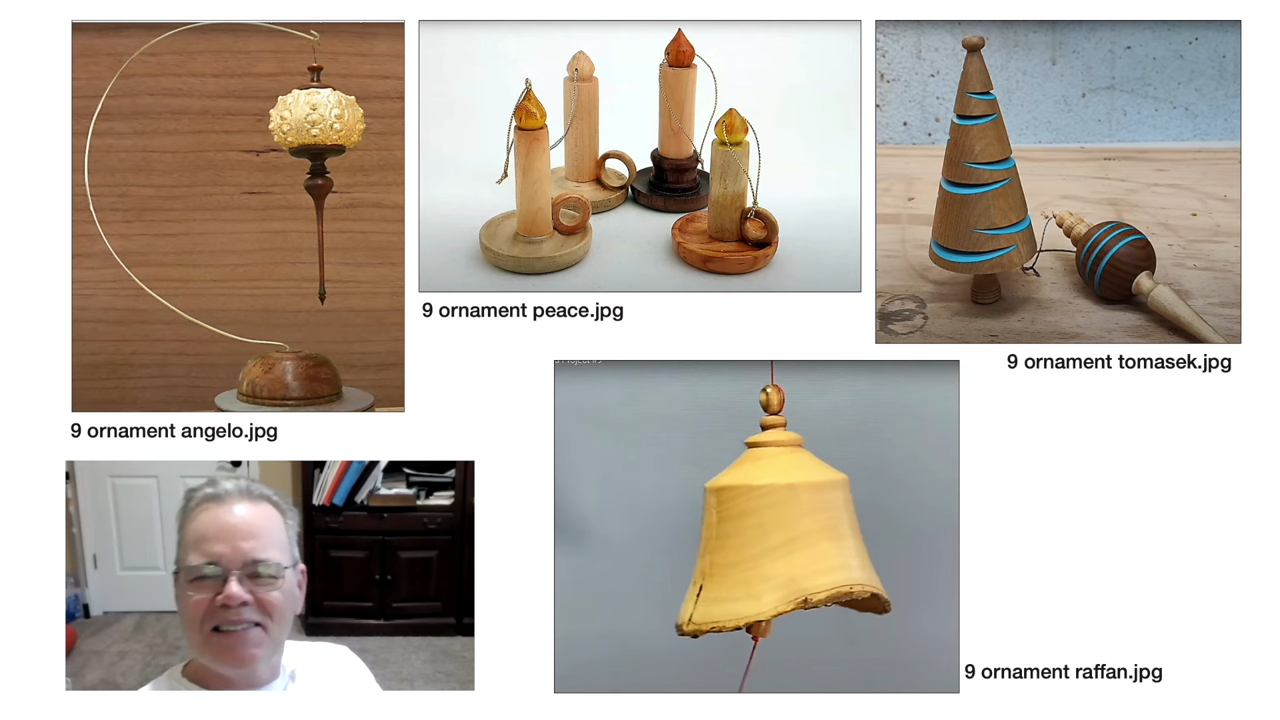 9 ornament peace.jpg
9 ornament tomasek.jpg
9 ornament angelo.jpg
9 ornament raffan.jpg